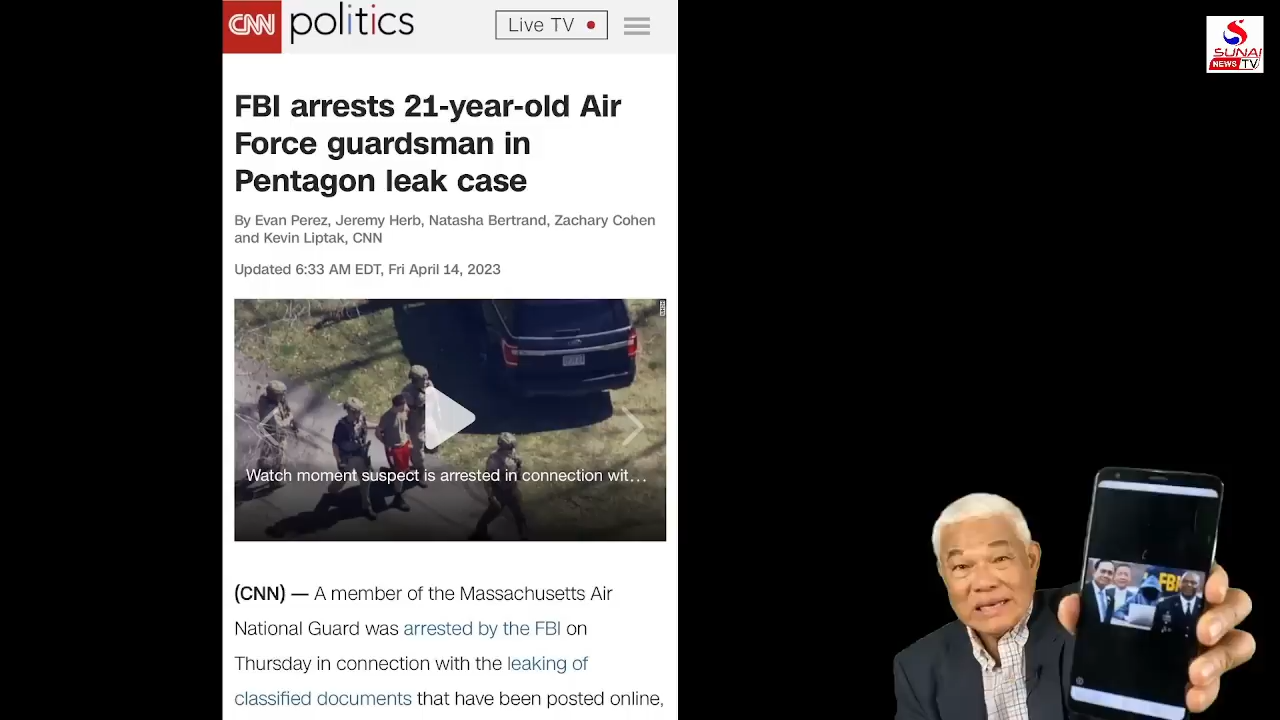 CNN politics
Live TV
SUNAI
NEWS TV
FBI arrests 21-year-old Air
Force guardsman in
Pentagon leak case
By Evan Perez, Jeremy Herb, Natasha Bertrand, Zachary Cohen
and Kevin Liptak, CNN
Updated 6:33 AM EDT, Fri April 14, 2023
Watch moment suspect is arrested in connection wit...
(CNN) — A member of the Massachusetts Air
National Guard was arrested by the FBI on
Thursday in connection with the leaking of
classified documents that have been posted online,
FBI